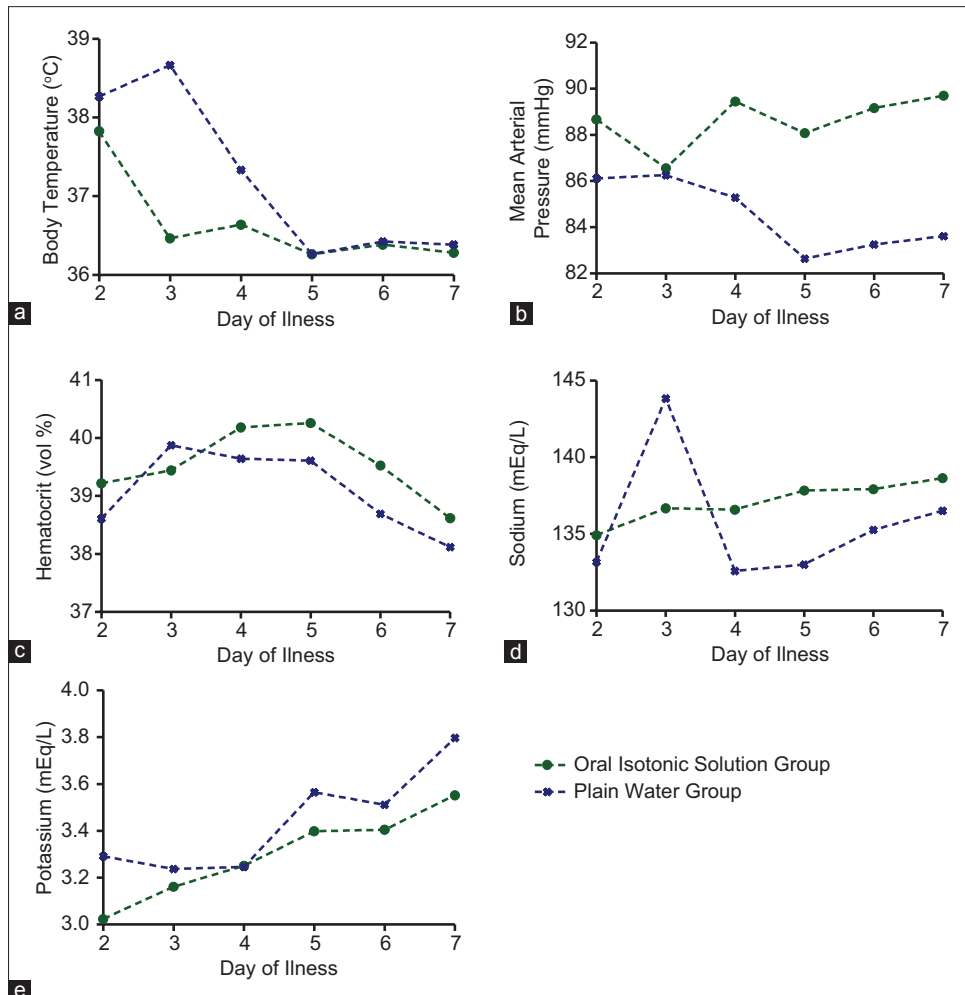 39
38
37
36
Body Temperature (°C)
2 3 4 5 6 7
Day of Ilness
a
92
90
88
86
84
82
Mean Arterial
Pressure (mmHg)
2 3 4 5 6 7
Day of Ilness
b
41
40
39
38
37
Hematocrit (vol %)
2 3 4 5 6 7
Day of Ilness
c
145
140
135
130
Sodium (mEq/L)
2 3 4 5 6 7
Day of Ilness
d
4.0
3.8
3.6
3.4
3.2
3.0
Potassium (mEq/L)
2 3 4 5 6 7
Day of Ilness
e
Oral Isotonic Solution Group
Plain Water Group